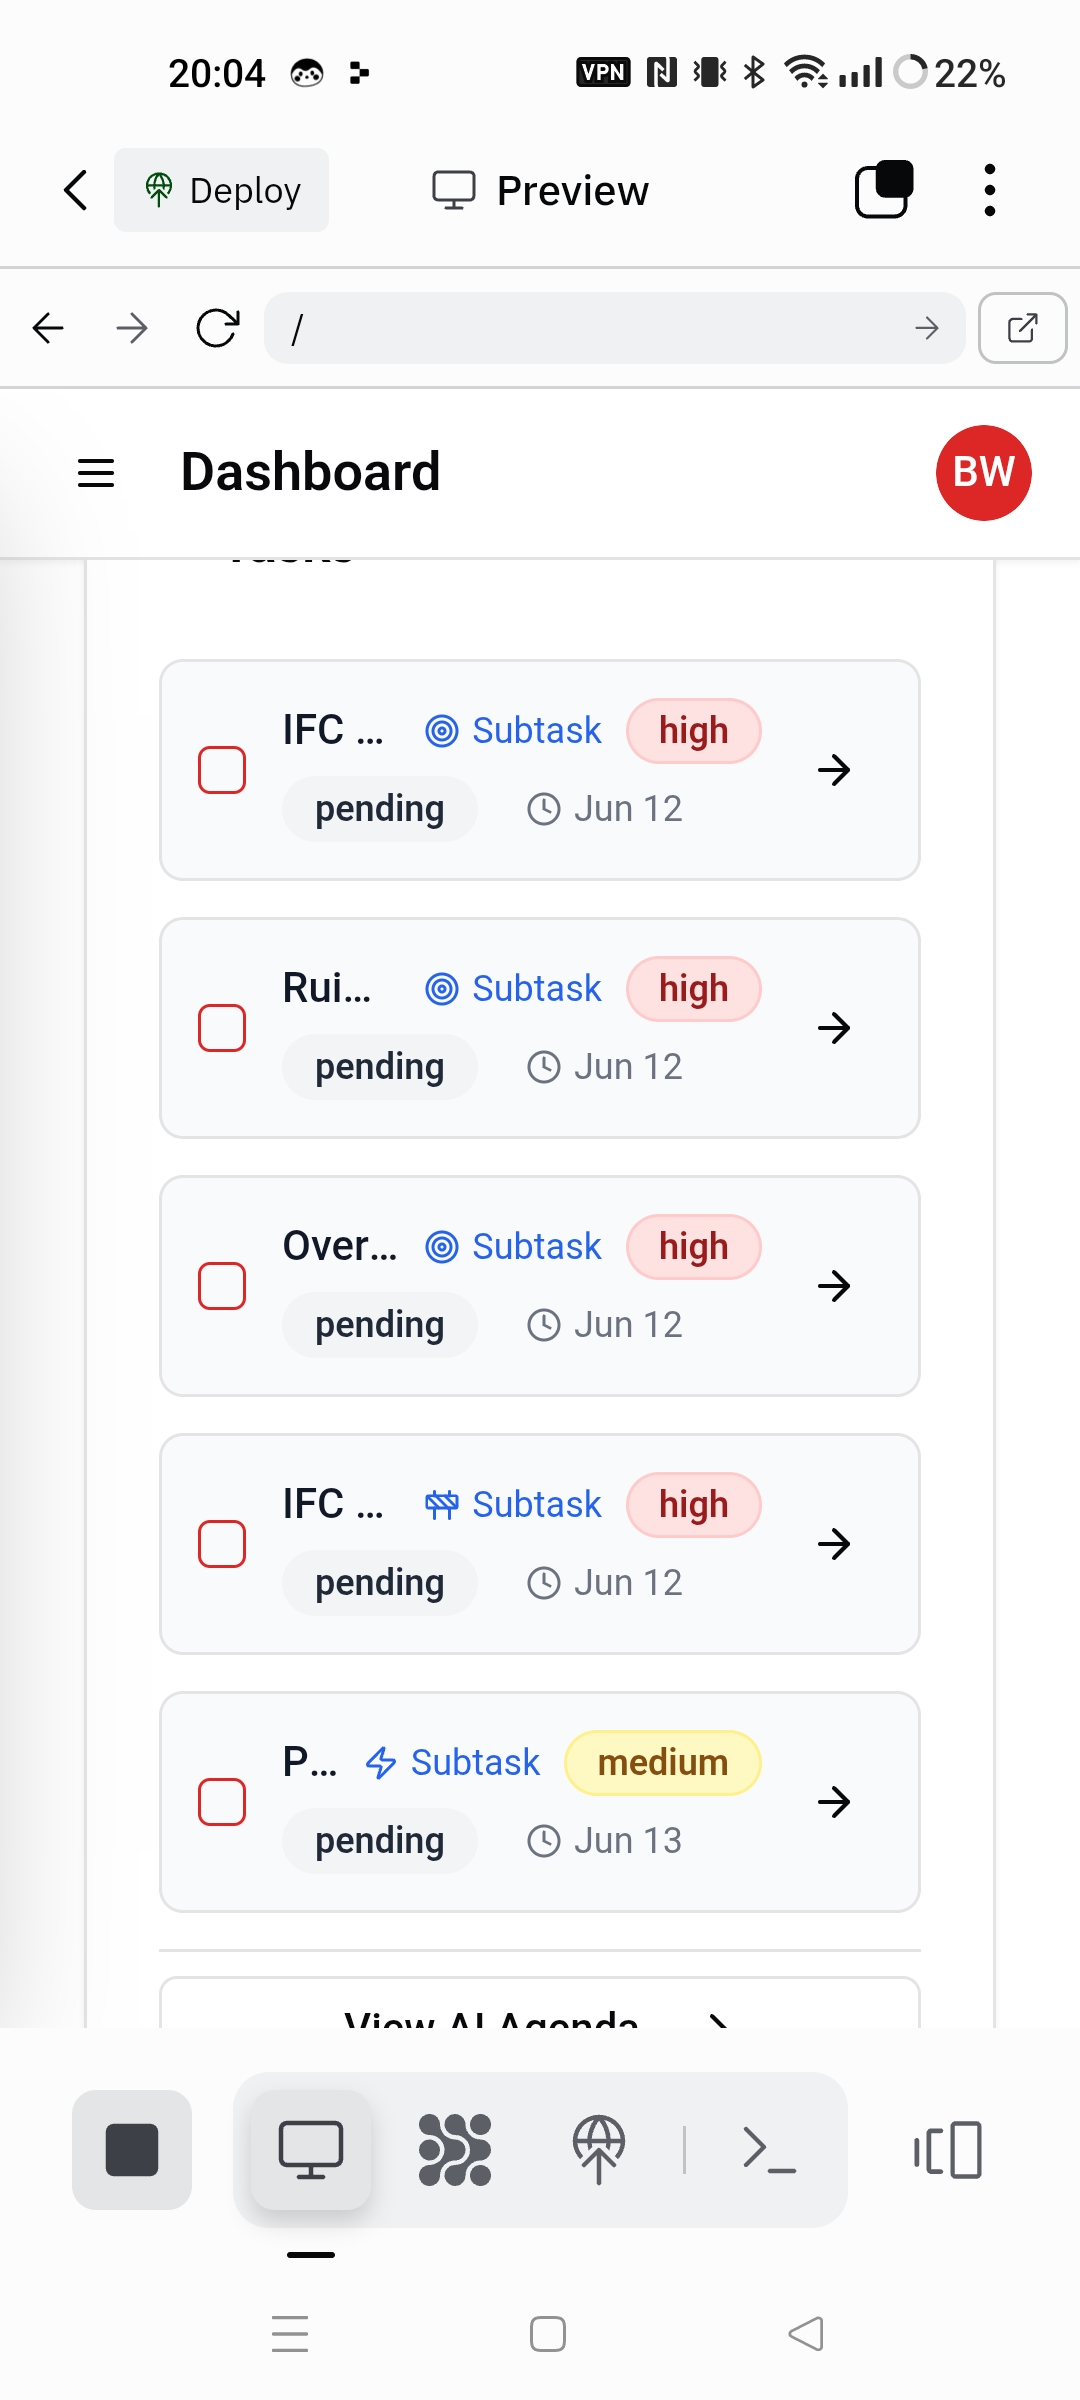 20:04
VPN
22%
Deploy
Preview
/
Dashboard
BW
Tasks
IFC ...
Subtask
high
pending
Jun 12
Rui...
Subtask
high
pending
Jun 12
Over...
Subtask
high
pending
Jun 12
IFC ...
Subtask
high
pending
Jun 12
P...
Subtask
medium
pending
Jun 13
View AI Agenda